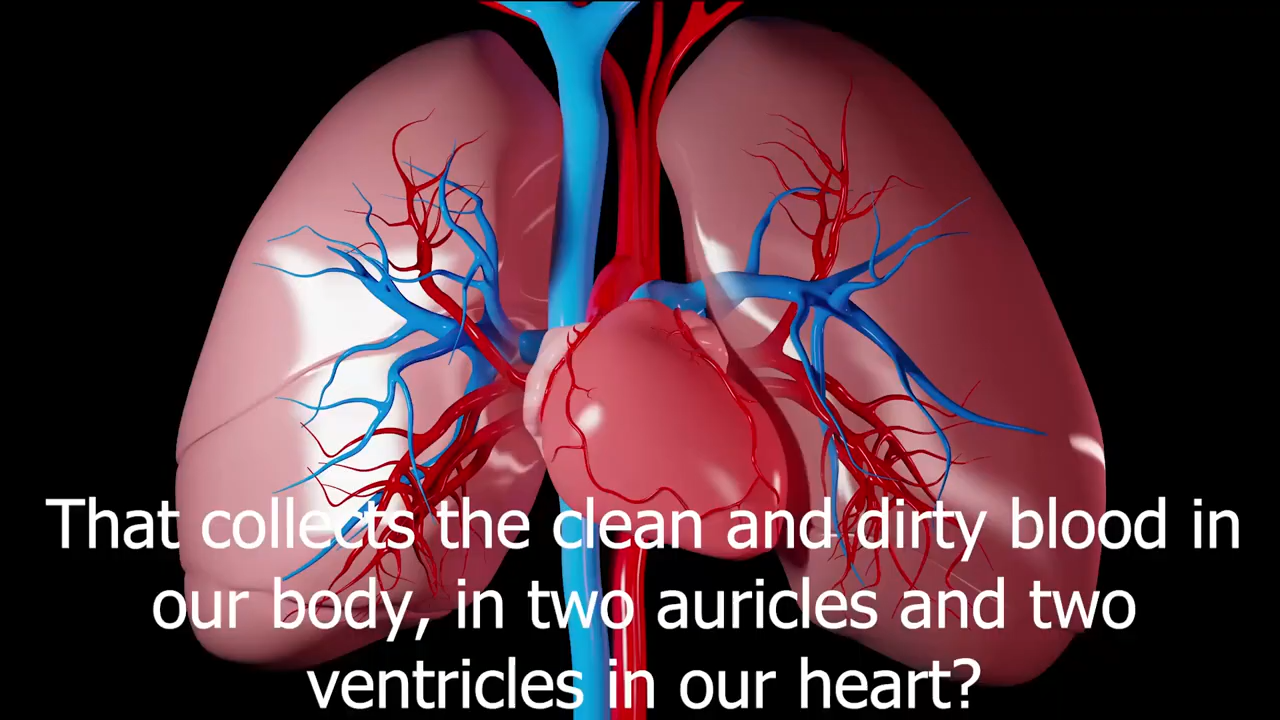 That collects the clean and dirty blood in
our body, in two auricles and two
ventricles in our heart?